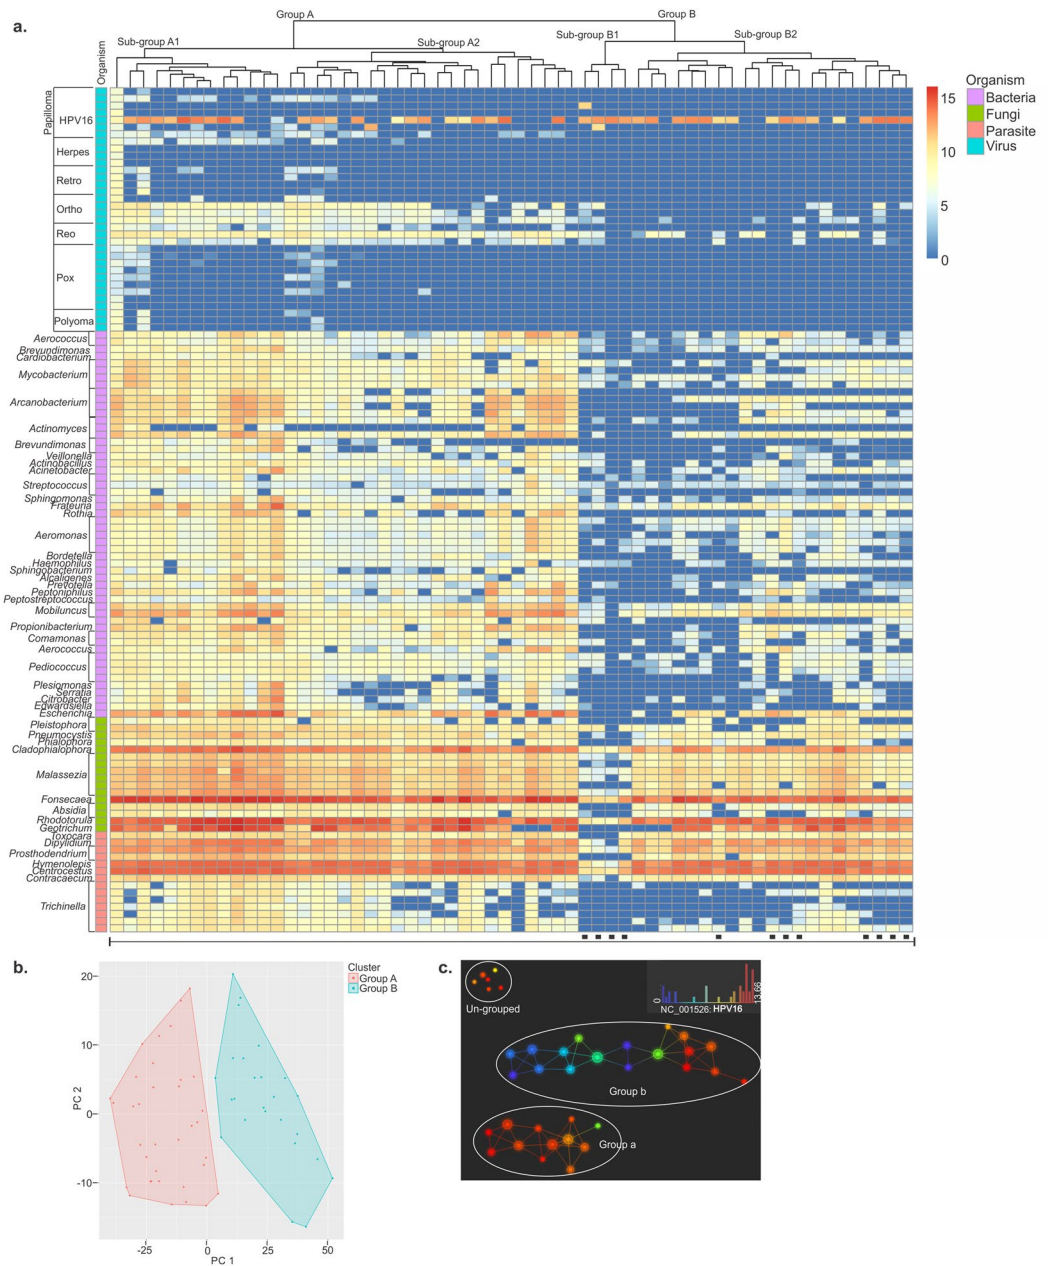 a.
Group A
Group B
Sub-group A1
Sub-group A2
Sub-group B1
Sub-group B2
Organism
Papilloma
HPV16
Herpes
Retro
Ortho
Reo
Pox
Polyoma
Aerococcus
Brevundimonas
Cardiobacterium
Mycobacterium
Arcanobacterium
Actinomyces
Brevundimonas
Veillonella
Actinobacillus
Acinetobacter
Streptococcus
Sphingomonas
Frateuria
Rothia
Aeromonas
Bordetella
Haemophilus
Sphingobacterium
Alcaligenes
Prevotella
Peptoniphilus
Peptostreptococcus
Mobiluncus
Propionibacterium
Comamonas
Aerococcus
Pediococcus
Plesiomonas
Serratia
Citrobacter
Edwardsiella
Escherichia
Pleistophora
Pneumocystis
Phialophora
Cladophialophora
Malassezia
Fonsecaea
Absidia
Rhodotorula
Geotrichum
Toxocara
Dipylidium
Prosthodendrium
Hymenolepis
Centrocestus
Contracaecum
Trichinella
15
10
5
0
Organism
Bacteria
Fungi
Parasite
Virus
b.
20
10
0
-10
PC 2
-25
0
25
50
PC 1
Cluster
Group A
Group B
c.
Un-grouped
0
13.66
NC_001526: HPV16
Group b
Group a